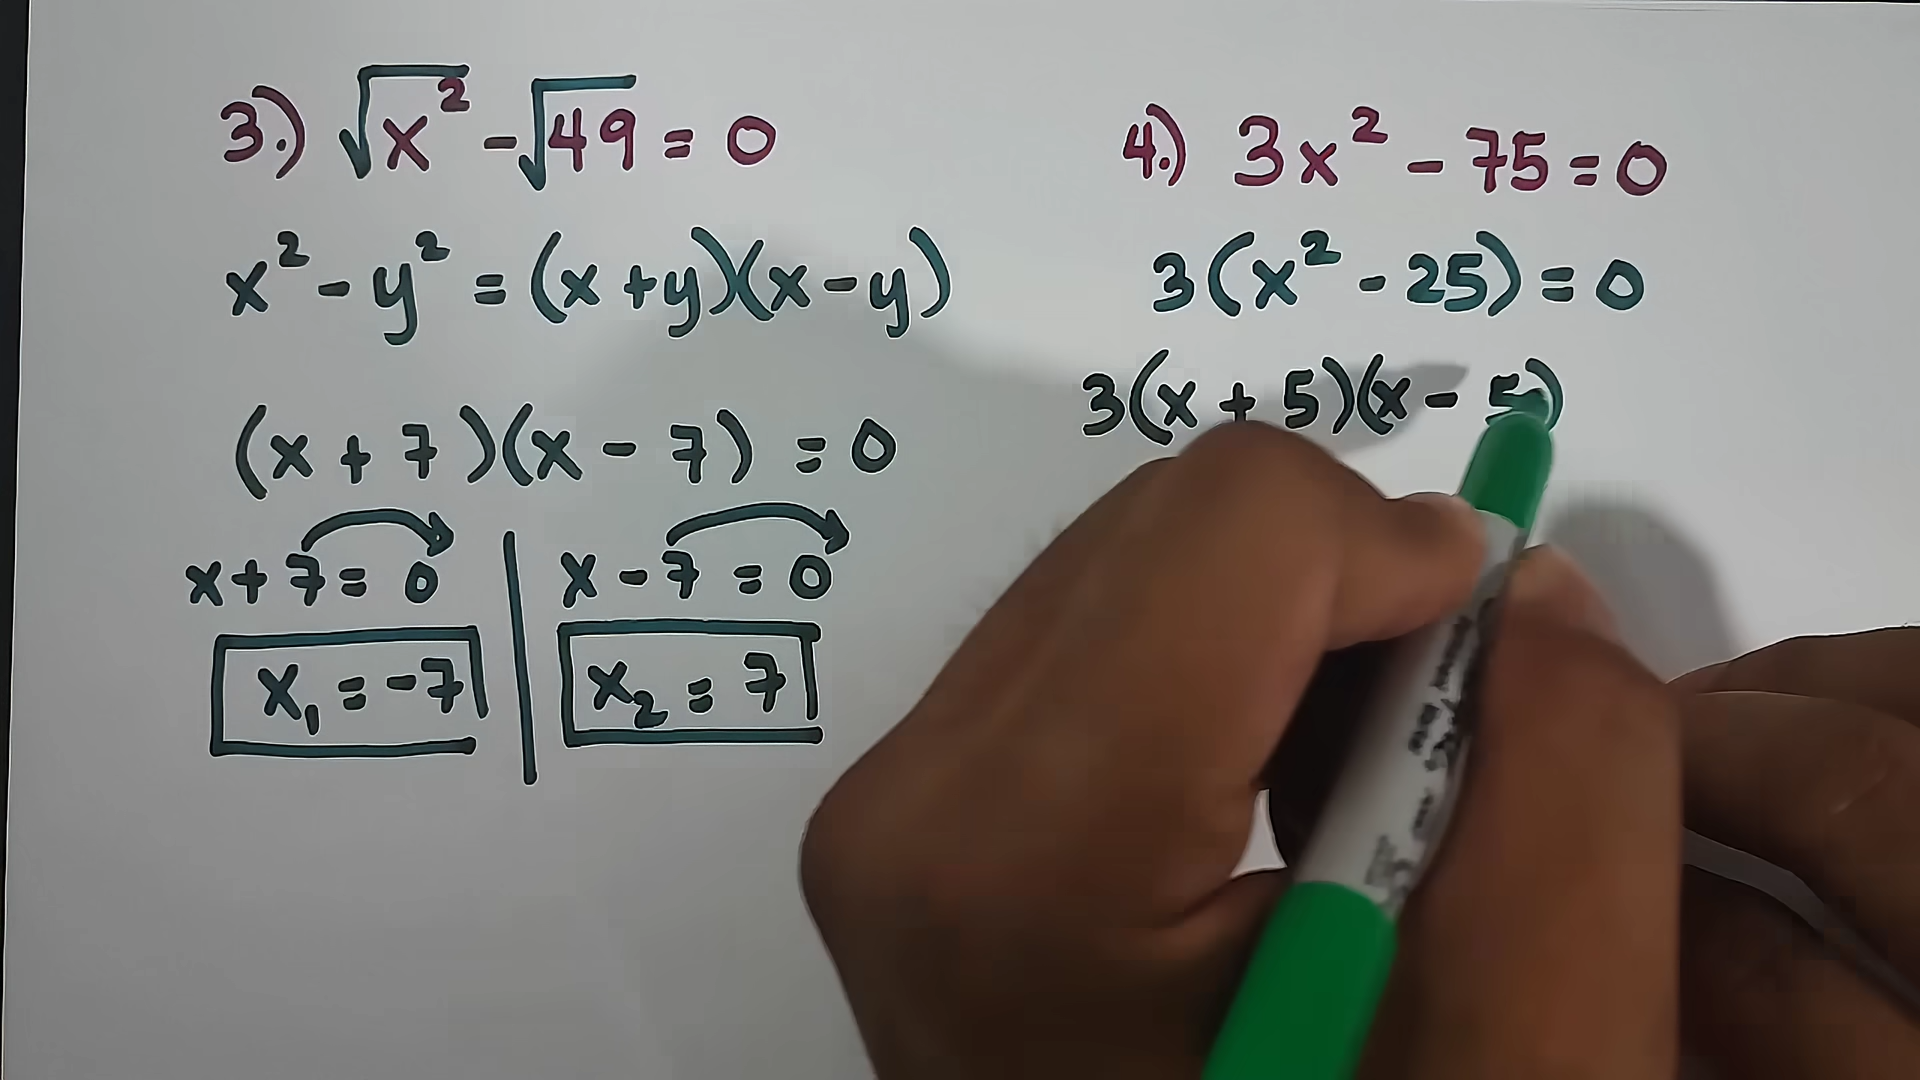 3.) √x² - √49 = 0
x² - y² = (x + y)(x - y)
(x + 7)(x - 7) = 0
x + 7 = 0
x₁ = -7
x - 7 = 0
x₂ = 7
4.) 3x² - 75 = 0
3(x² - 25) = 0
3(x + 5)(x - 5)